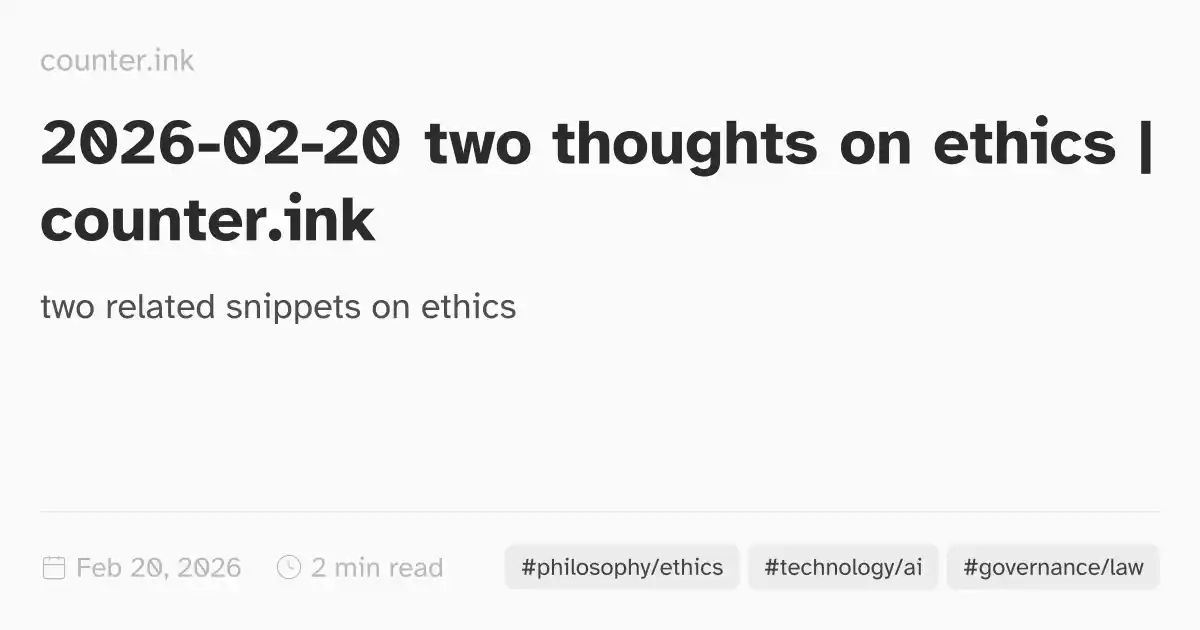 counter.ink
2026-02-20 two thoughts on ethics |
counter.ink
two related snippets on ethics
Feb 20, 2026 2 min read #philosophy/ethics #technology/ai #governance/law